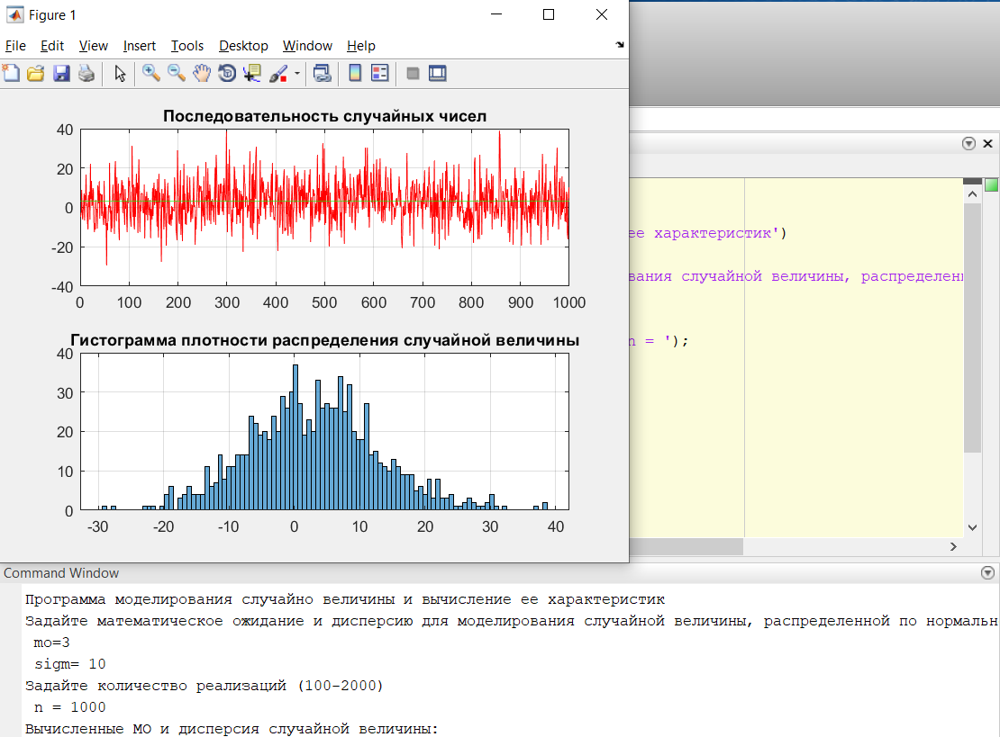 Figure 1
File Edit View Insert Tools Desktop Window Help
Последовательность случайных чисел
40
20
0
-20
-40
0 100 200 300 400 500 600 700 800 900 1000
Гистограмма плотности распределения случайной величины
40
30
20
10
0
-30 -20 -10 0 10 20 30 40
ее характеристик')
вания случайной величины, распределен
n = ');
Command Window
Программа моделирования случайно величины и вычисление ее характеристик
Задайте математическое ожидание и дисперсию для моделирования случайной величины, распределенной по нормальн
mo=3
sigm= 10
Задайте количество реализаций (100-2000)
n = 1000
Вычисленные МО и дисперсия случайной величины: